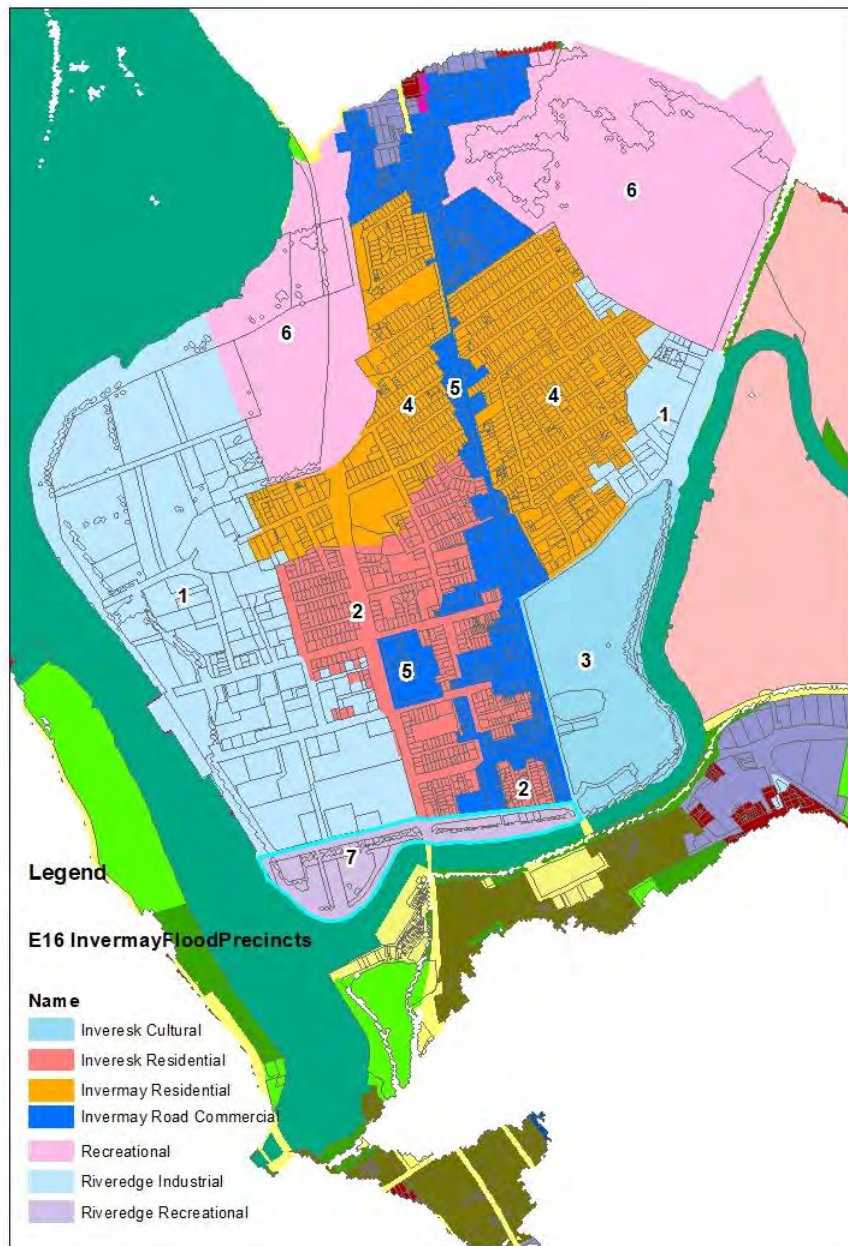 6
6
5
4
4
1
1
2
3
5
2
7
Legend
E16 InvermayFloodPrecincts
Name
Inveresk Cultural
Inveresk Residential
Invermay Residential
Invermay Road Commercial
Recreational
Riveredge Industrial
Riveredge Recreational